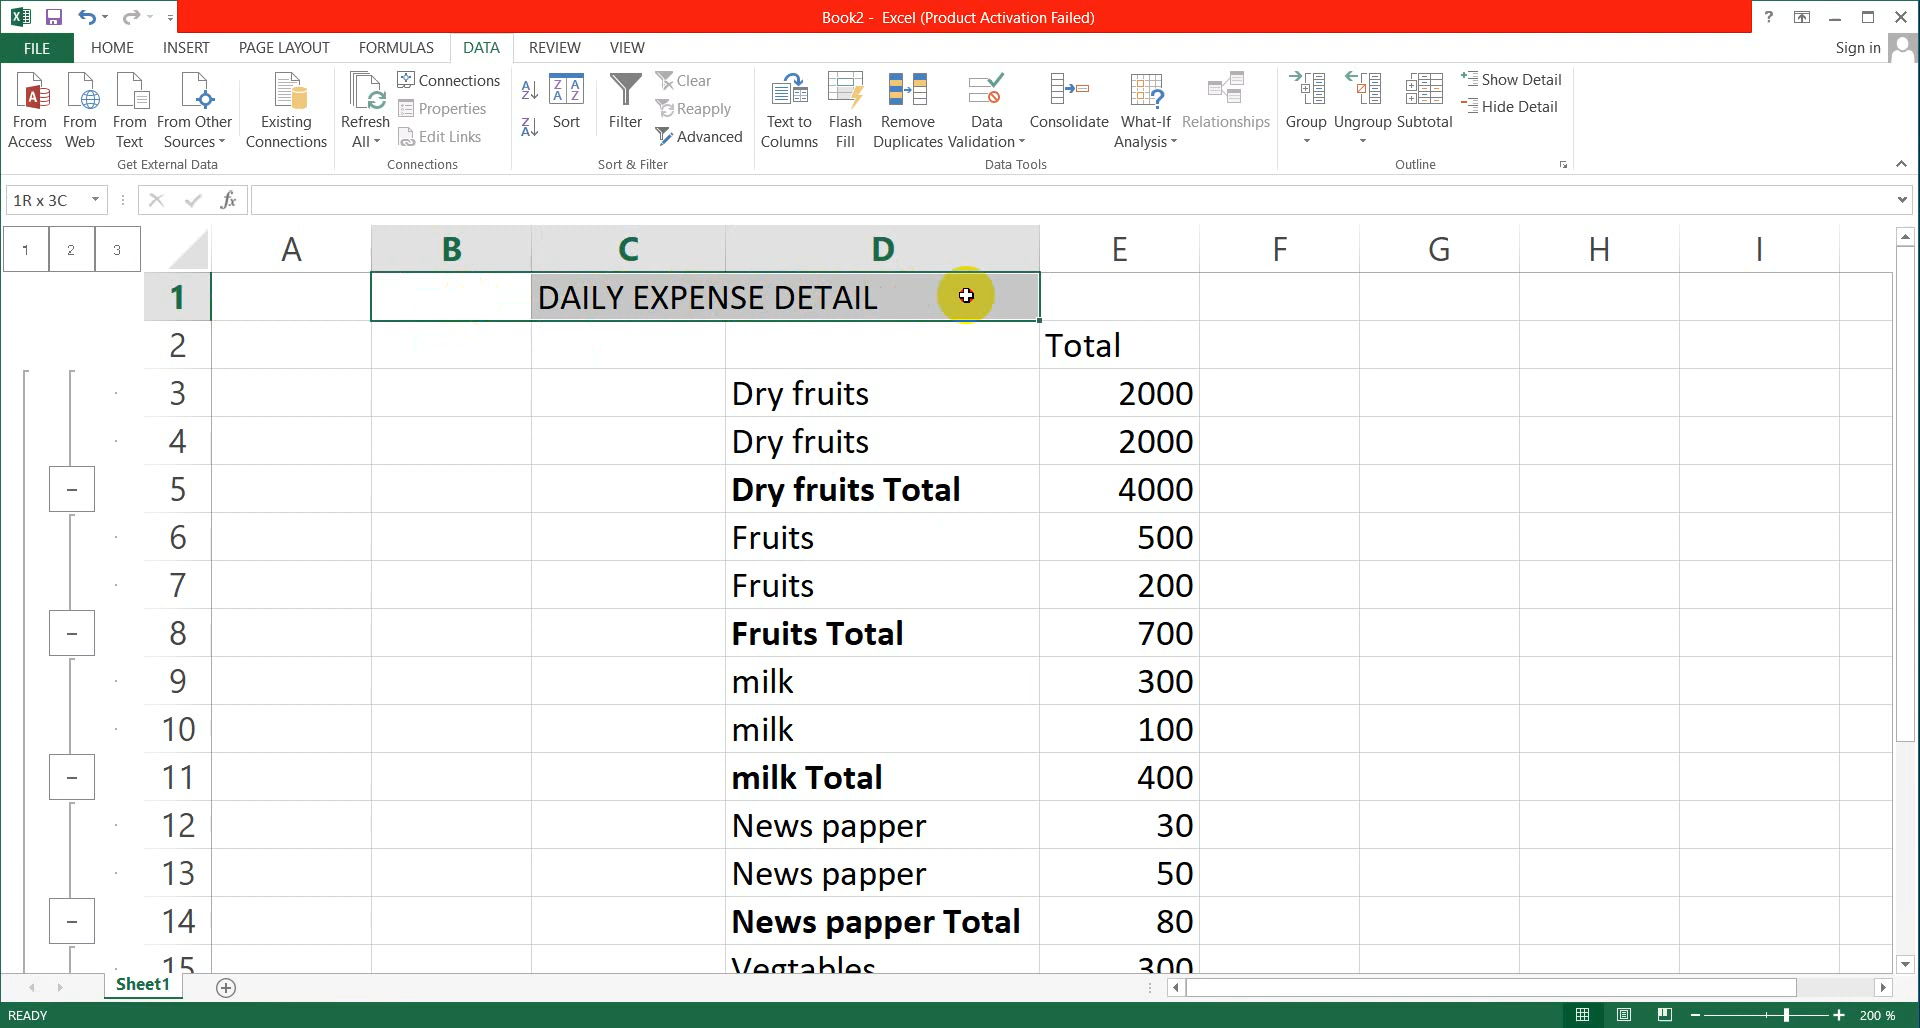 Book2 - Excel (Product Activation Failed)
?
FILE HOME INSERT PAGE LAYOUT FORMULAS DATA REVIEW VIEW Sign in
From Access
From Web
From Text
From Other Sources
Existing Connections
Get External Data
Refresh All
Connections
Properties
Edit Links
Connections
Sort
Filter
Clear
Reapply
Advanced
Sort & Filter
Text to Columns
Flash Fill
Remove Duplicates
Data Validation
Consolidate
What-If Analysis
Relationships
Data Tools
Group
Ungroup
Subtotal
Show Detail
Hide Detail
Outline
1R x 3C
fx
1 2 3 A B C D E F G H I
1 DAILY EXPENSE DETAIL
2 Total
3 Dry fruits 2000
4 Dry fruits 2000
5 Dry fruits Total 4000
6 Fruits 500
7 Fruits 200
8 Fruits Total 700
9 milk 300
10 milk 100
11 milk Total 400
12 News papper 30
13 News papper 50
14 News papper Total 80
15 Vegtables 300
Sheet1
READY 200 %